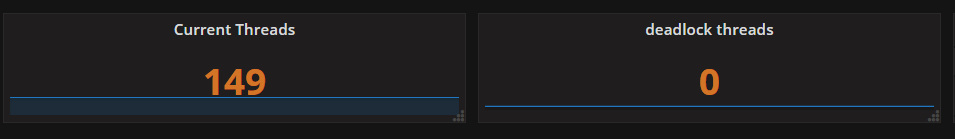 Current Threads
149
deadlock threads
0